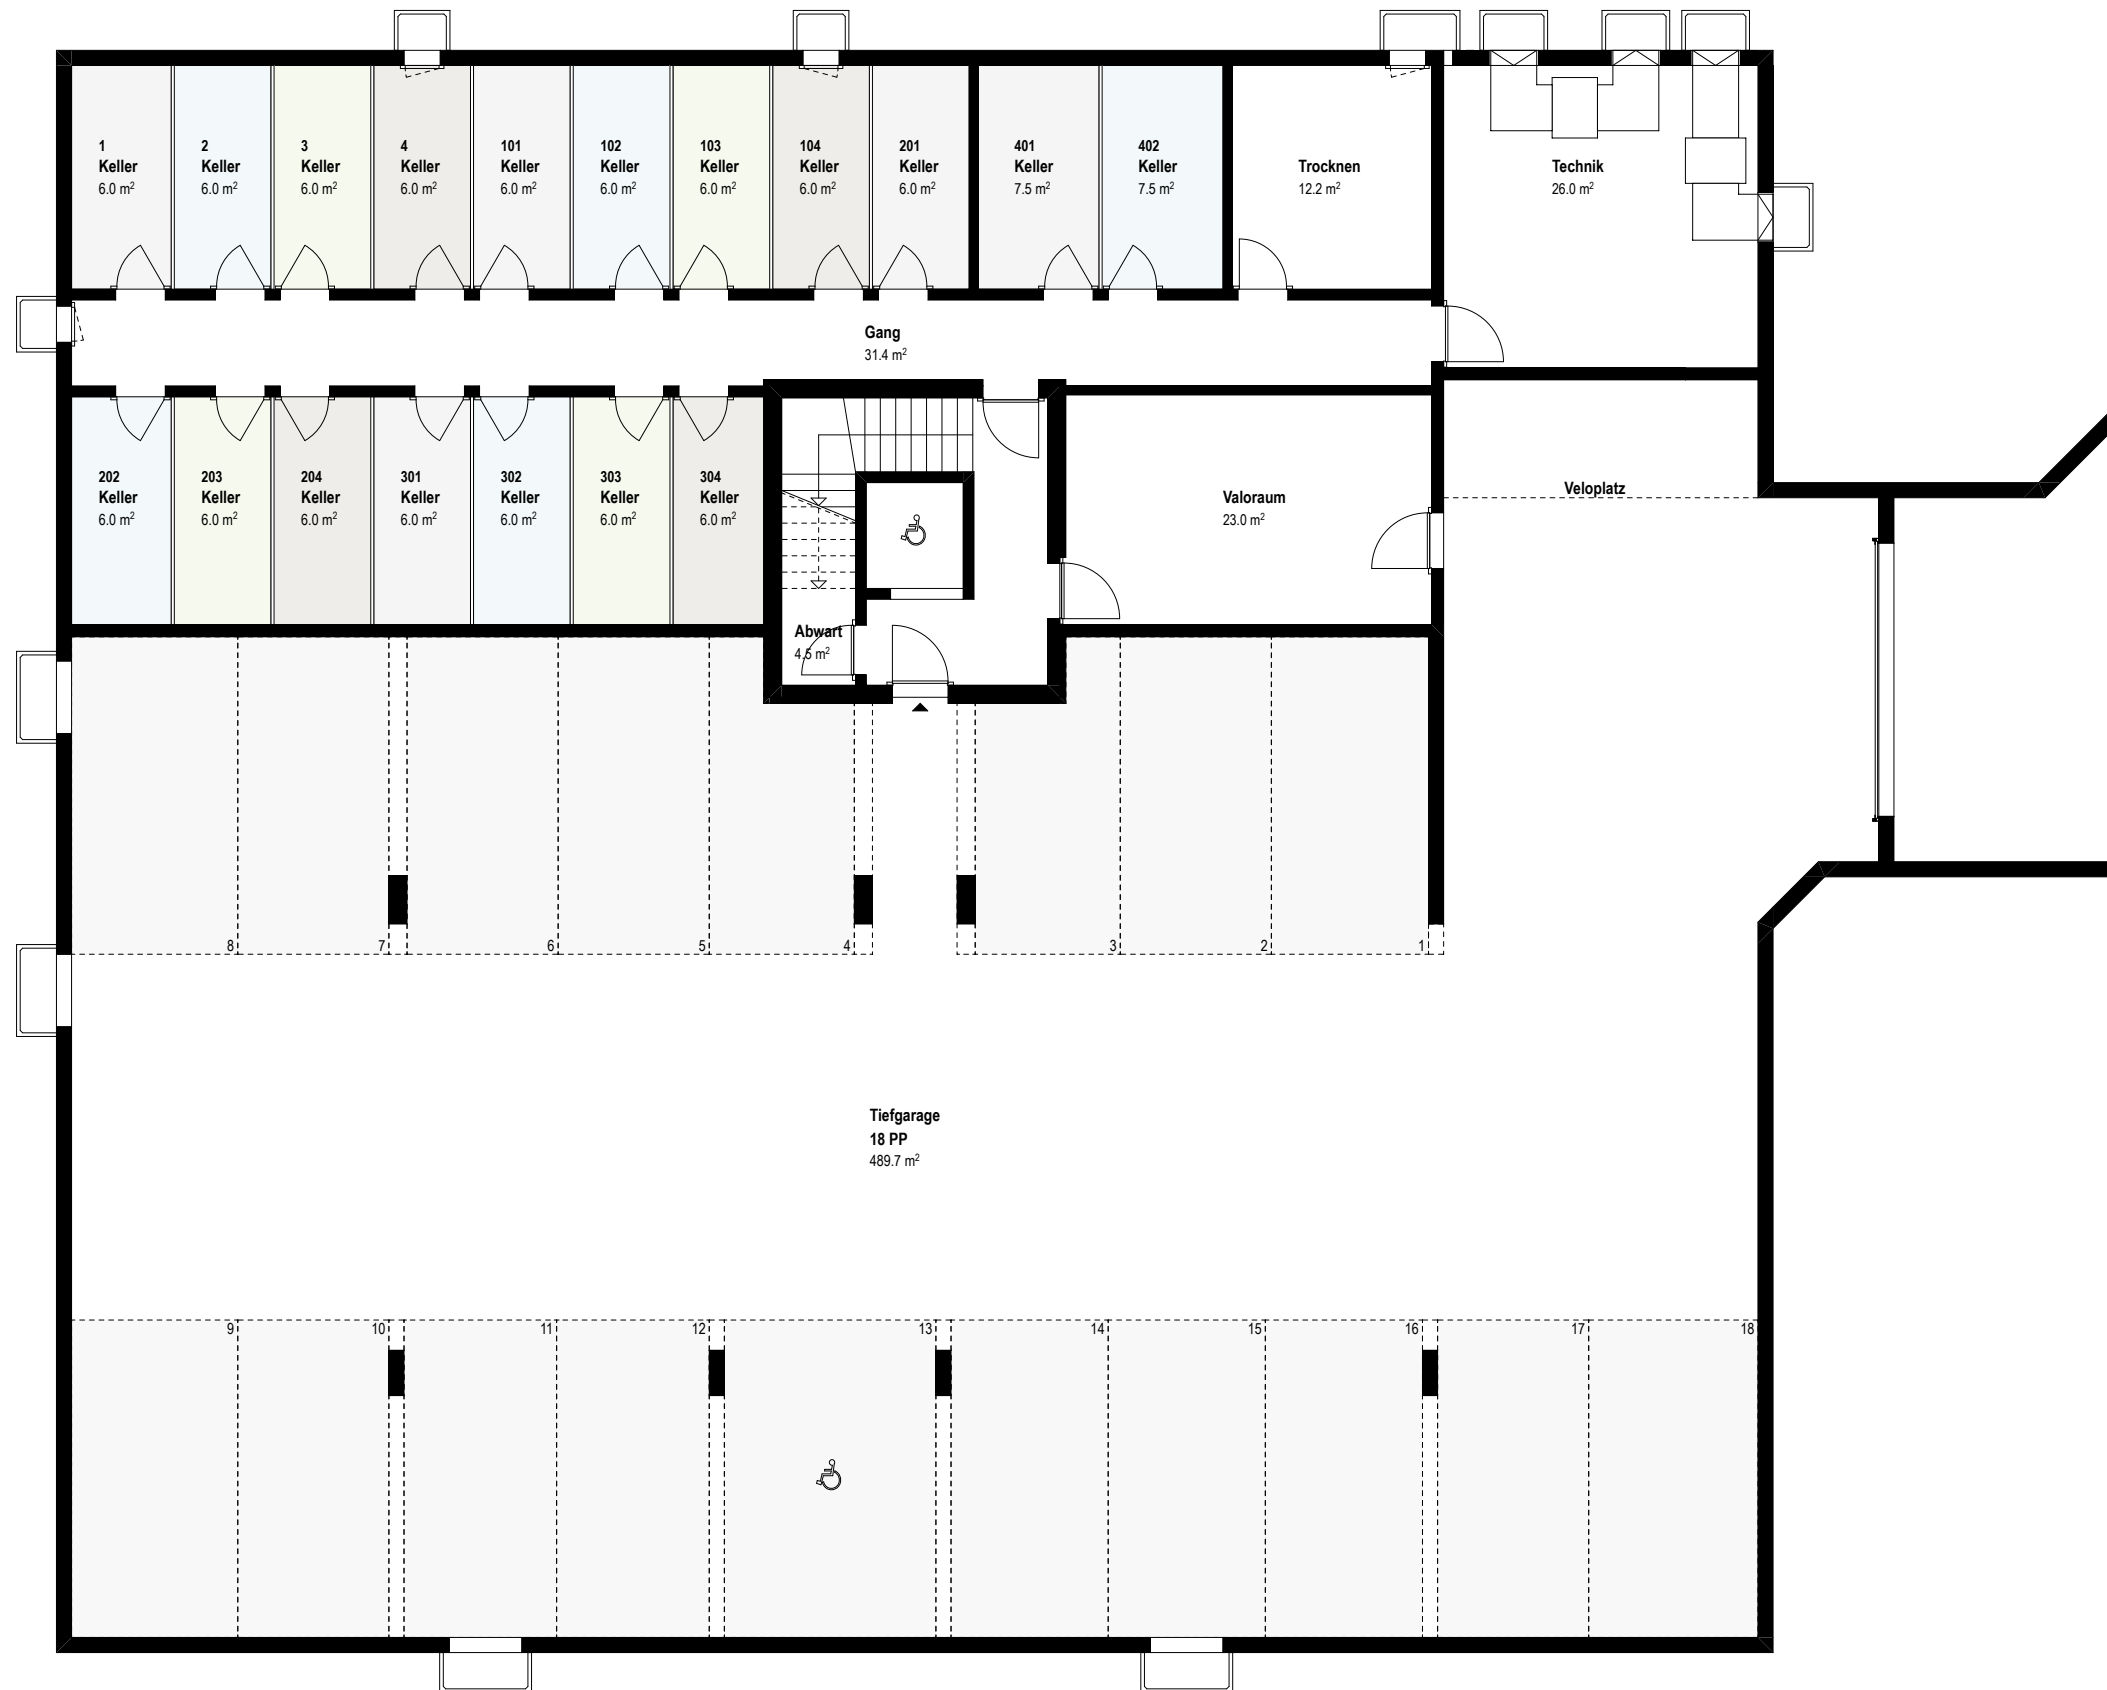 1
Keller
6.0 m²
2
Keller
6.0 m²
3
Keller
6.0 m²
4
Keller
6.0 m²
101
Keller
6.0 m²
102
Keller
6.0 m²
103
Keller
6.0 m²
104
Keller
6.0 m²
201
Keller
6.0 m²
401
Keller
7.5 m²
402
Keller
7.5 m²
Trocknen
12.2 m²
Technik
26.0 m²
Gang
31.4 m²
202
Keller
6.0 m²
203
Keller
6.0 m²
204
Keller
6.0 m²
301
Keller
6.0 m²
302
Keller
6.0 m²
303
Keller
6.0 m²
304
Keller
6.0 m²
Valoraum
23.0 m²
Veloplatz
Abwart
4.5 m²
8
7
6
5
4
3
2
1
Tiefgarage
18 PP
489.7 m²
9
10
11
12
13
14
15
16
17
18